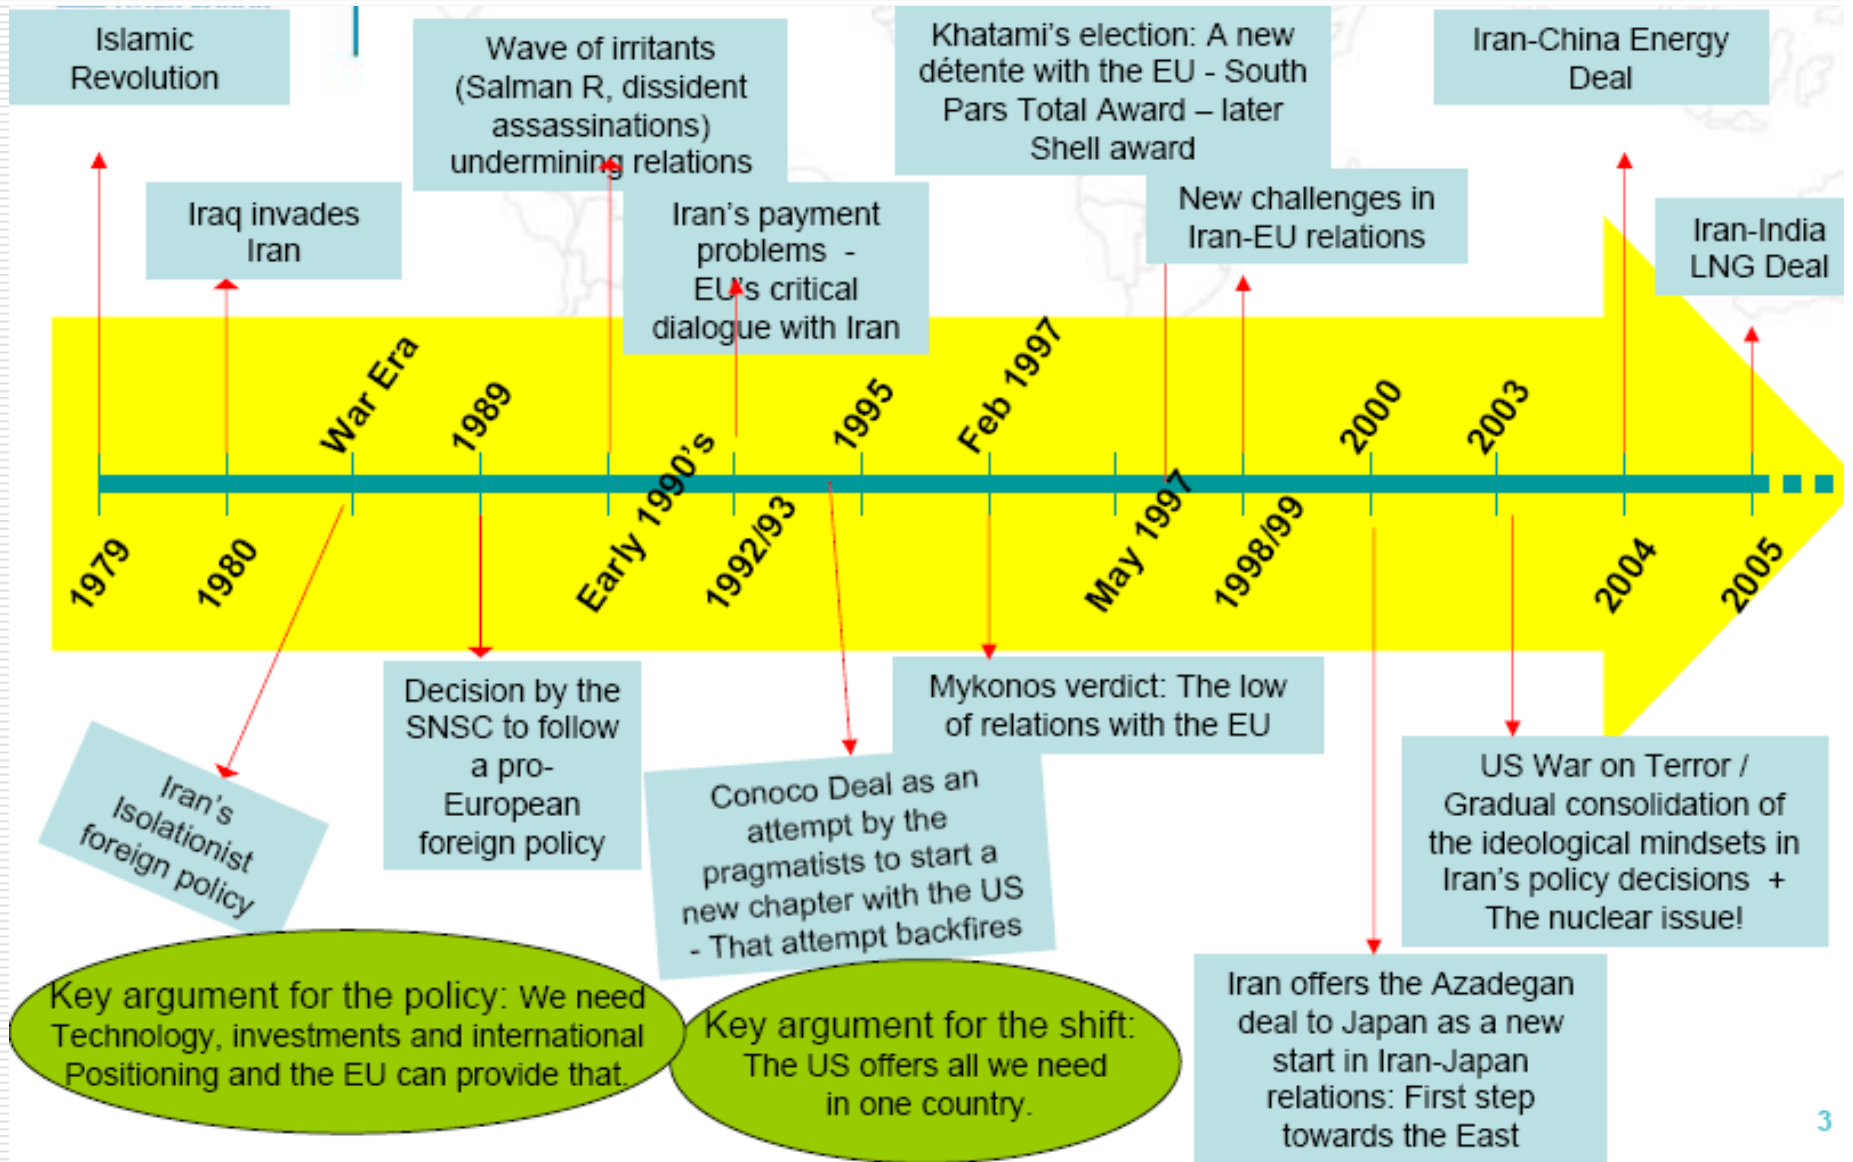 Islamic
Revolution
Wave of irritants
(Salman R, dissident
assassinations)
undermining relations
Khatami's election: A new
détente with the EU - South
Pars Total Award – later
Shell award
Iran-China Energy
Deal
Iraq invades
Iran
Iran's payment
problems -
EU's critical
dialogue with Iran
New challenges in
Iran-EU relations
Iran-India
LNG Deal
War Era
1989
1995
Feb 1997
2000
2003
1979
1980
Early 1990's
1992/93
May 1997
1998/99
2004
2005
Iran's
Isolationist
foreign policy
Decision by the
SNSC to follow
a pro-
European
foreign policy
Conoco Deal as an
attempt by the
pragmatists to start a
new chapter with the US
- That attempt backfires
Mykonos verdict: The low
of relations with the EU
US War on Terror /
Gradual consolidation of
the ideological mindsets in
Iran's policy decisions +
The nuclear issue!
Iran offers the Azadegan
deal to Japan as a new
start in Iran-Japan
relations: First step
towards the East
Key argument for the policy: We need
Technology, investments and international
Positioning and the EU can provide that.
Key argument for the shift:
The US offers all we need
in one country.
3